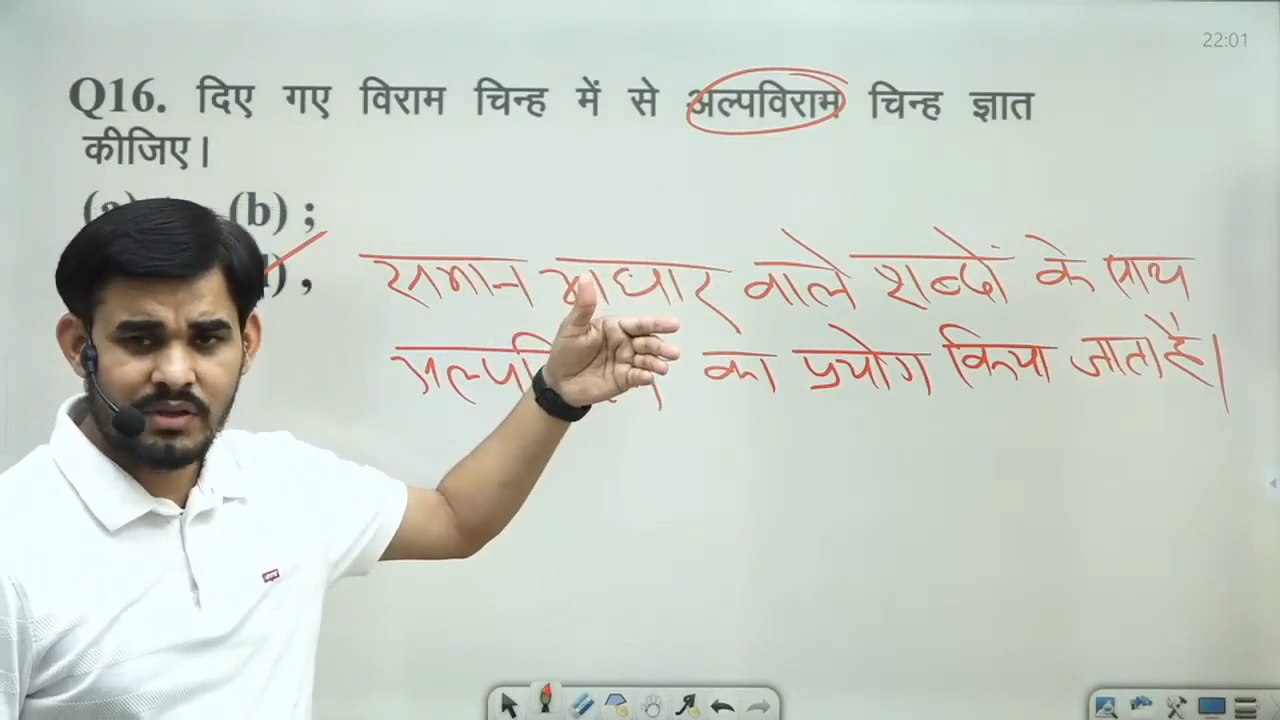 22:01
Q16. दिए गए विराम चिन्ह में से अल्पविराम चिन्ह ज्ञात
कीजिए।
(b) ;
,
समान आधार वाले शब्दों के साथ
का प्रयोग किया जाता है।